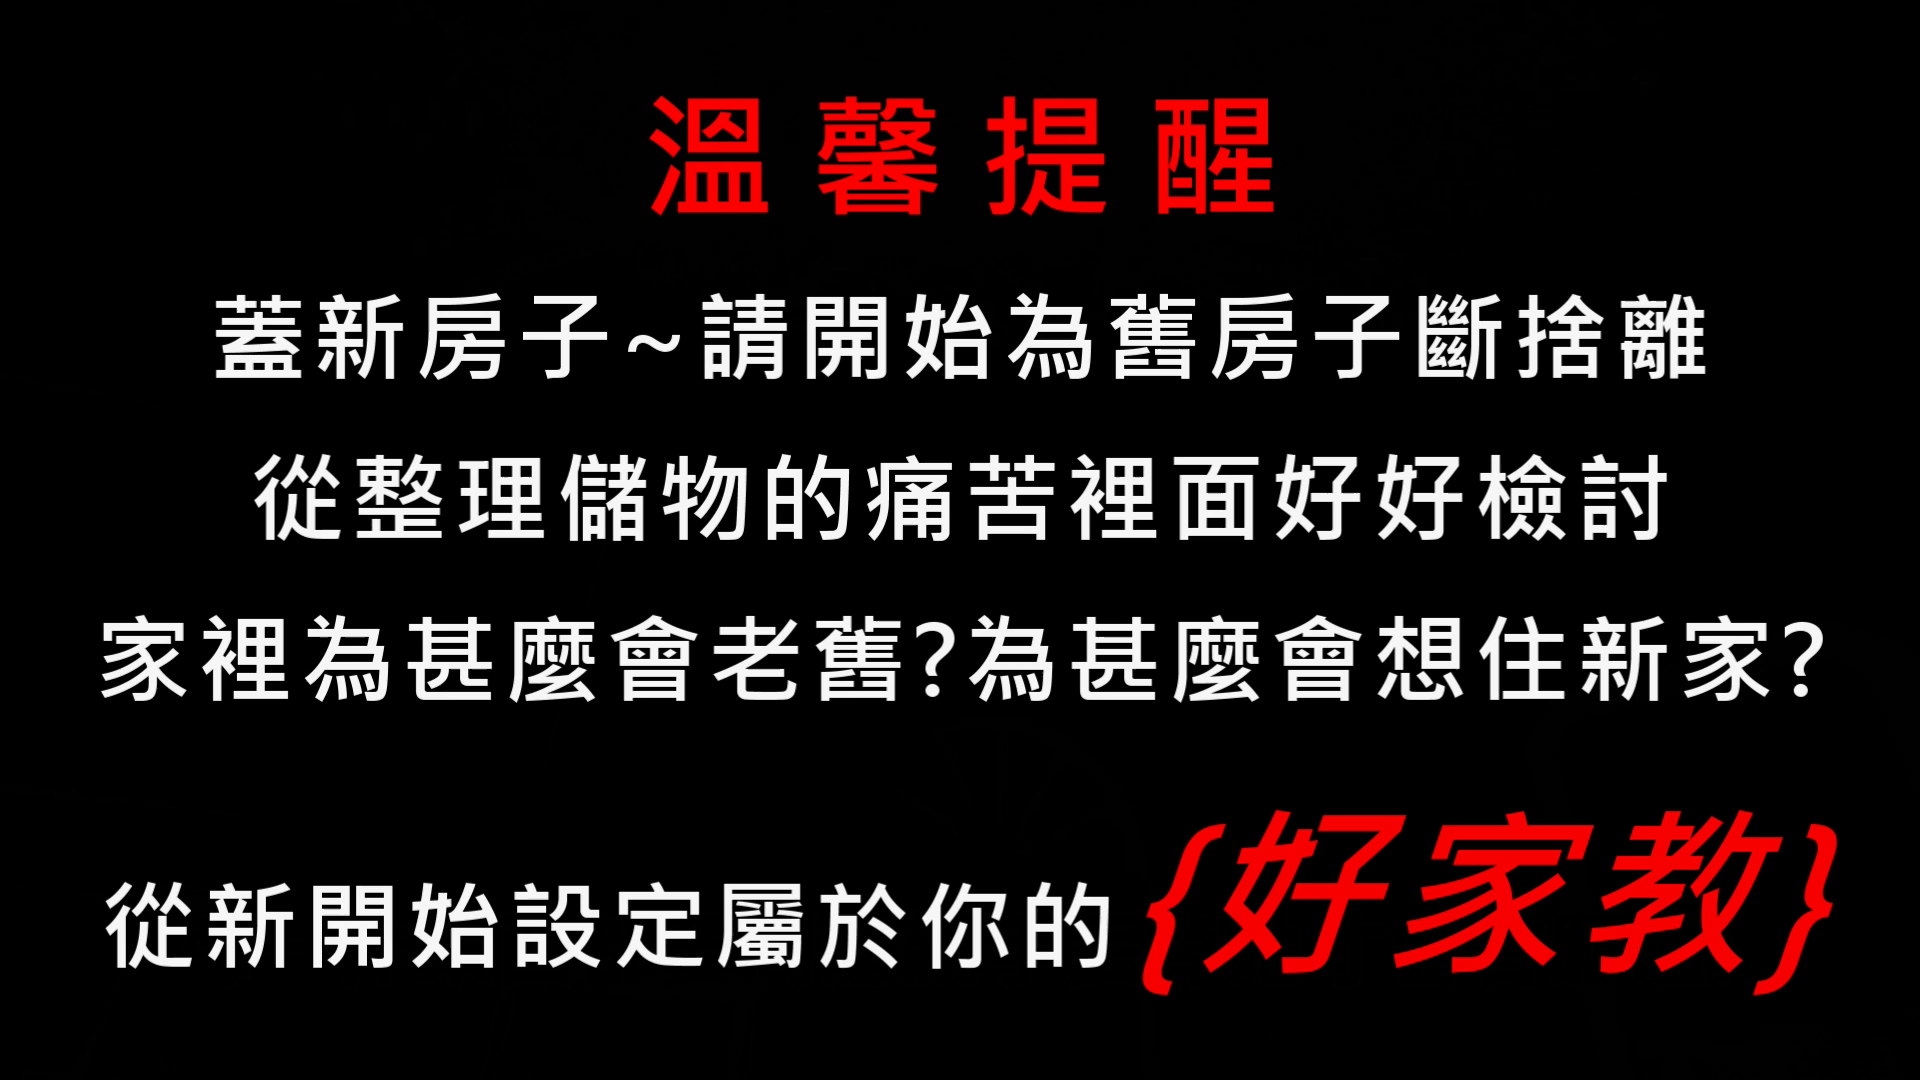 溫馨提醒
蓋新房子~請開始為舊房子斷捨離
從整理儲物的痛苦裡面好好檢討
家裡為甚麼會老舊?為甚麼會想住新家?
從新開始設定屬於你的{好家教}